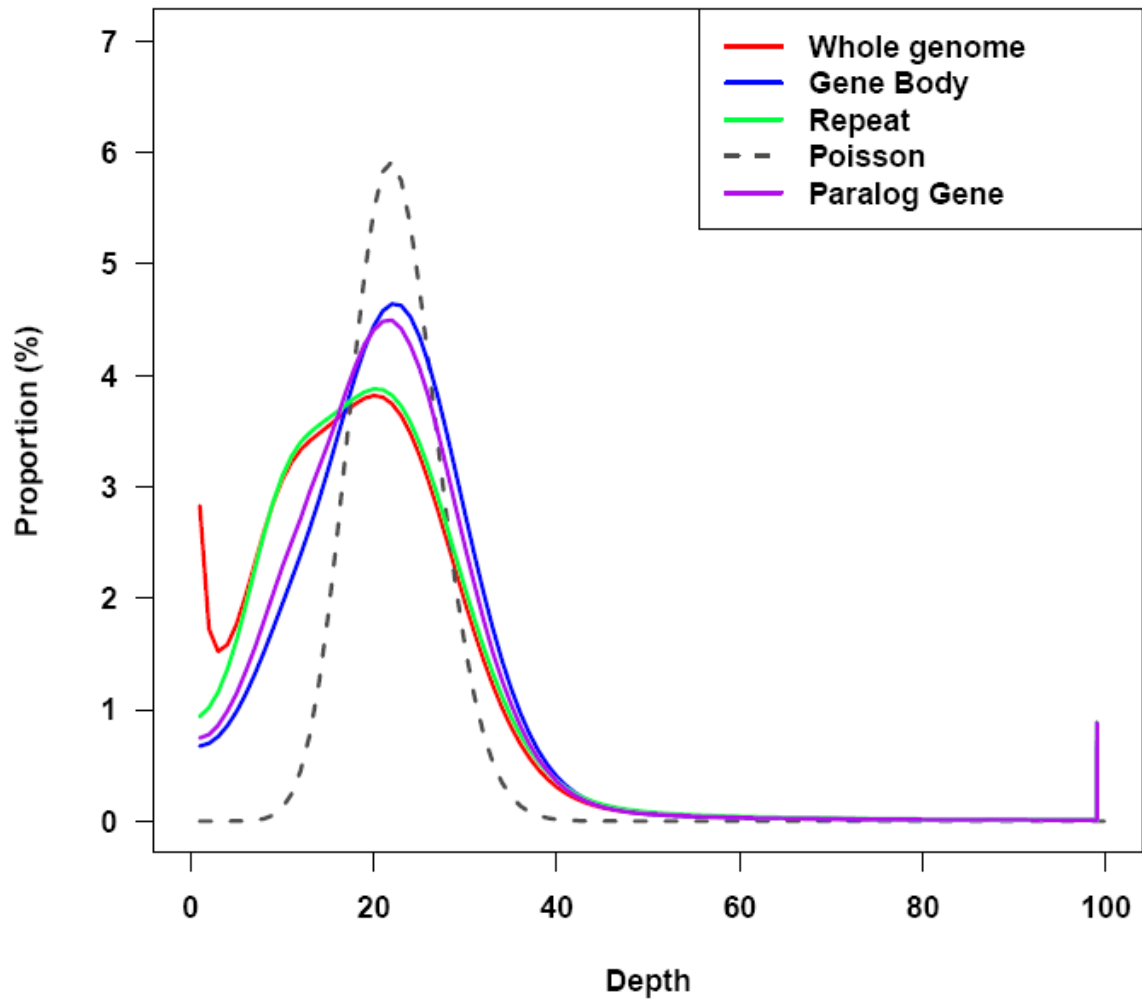 7
6
5
4
3
2
1
0
Proportion (%)
Whole genome
Gene Body
Repeat
Poisson
Paralog Gene
0 20 40 60 80 100
Depth